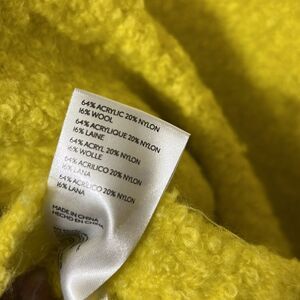 64% ACRYLIC 20% NYLON
16% WOOL
64% ACRYLIQUE 20% NYLON
16% LAINE
64% ACRYL 20% NYLON
16% WOLLE
64% ACRILICO 20% NYLON
16% LANA
64% ACRILICO 20% NYLON
16% LANA
MADE IN CHINA
HECHO EN CHINA